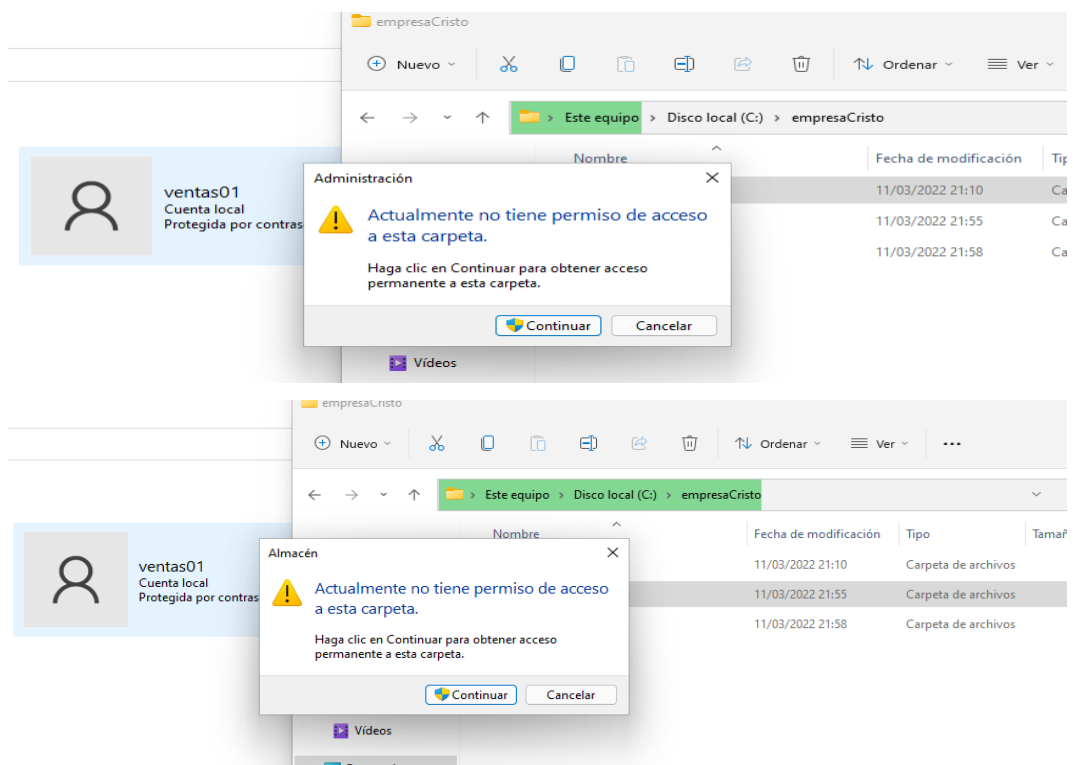 empresaCristo
Nuevo
Ordenar
Ver
Este equipo > Disco local (C:) > empresaCristo
Nombre
Fecha de modificación
Administración
ventas01
Cuenta local
Protegida por contras
Actualmente no tiene permiso de acceso
a esta carpeta.
Haga clic en Continuar para obtener acceso
permanente a esta carpeta.
Continuar
Cancelar
11/03/2022 21:10
Ca
11/03/2022 21:55
Ca
11/03/2022 21:58
Ca
Vídeos
empresaCristo
Nuevo
Ordenar
Ver
Este equipo > Disco local (C:) > empresaCristo
Nombre
Fecha de modificación
Tipo
Tamañ
Almacén
ventas01
Cuenta local
Protegida por contras
Actualmente no tiene permiso de acceso
a esta carpeta.
Haga clic en Continuar para obtener acceso
permanente a esta carpeta.
Continuar
Cancelar
11/03/2022 21:10
Carpeta de archivos
11/03/2022 21:55
Carpeta de archivos
11/03/2022 21:58
Carpeta de archivos
Vídeos